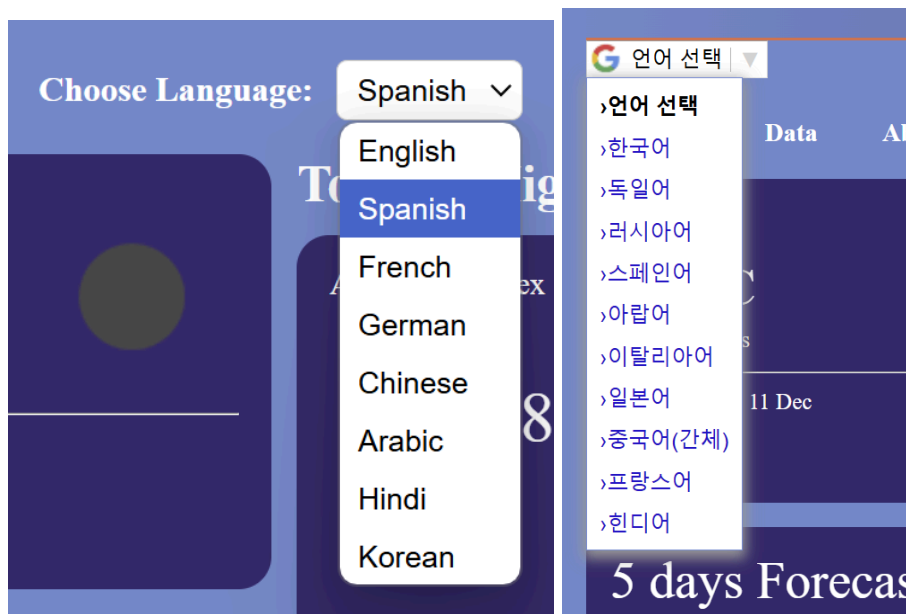 Choose Language:
Spanish
English
Spanish
French
German
Chinese
Arabic
Hindi
Korean
8
언어 선택
›언어 선택
›한국어
›독일어
›러시아어
›스페인어
›아랍어
›이탈리아어
›일본어
›중국어(간체)
›프랑스어
›힌디어
Data
11 Dec
5 days